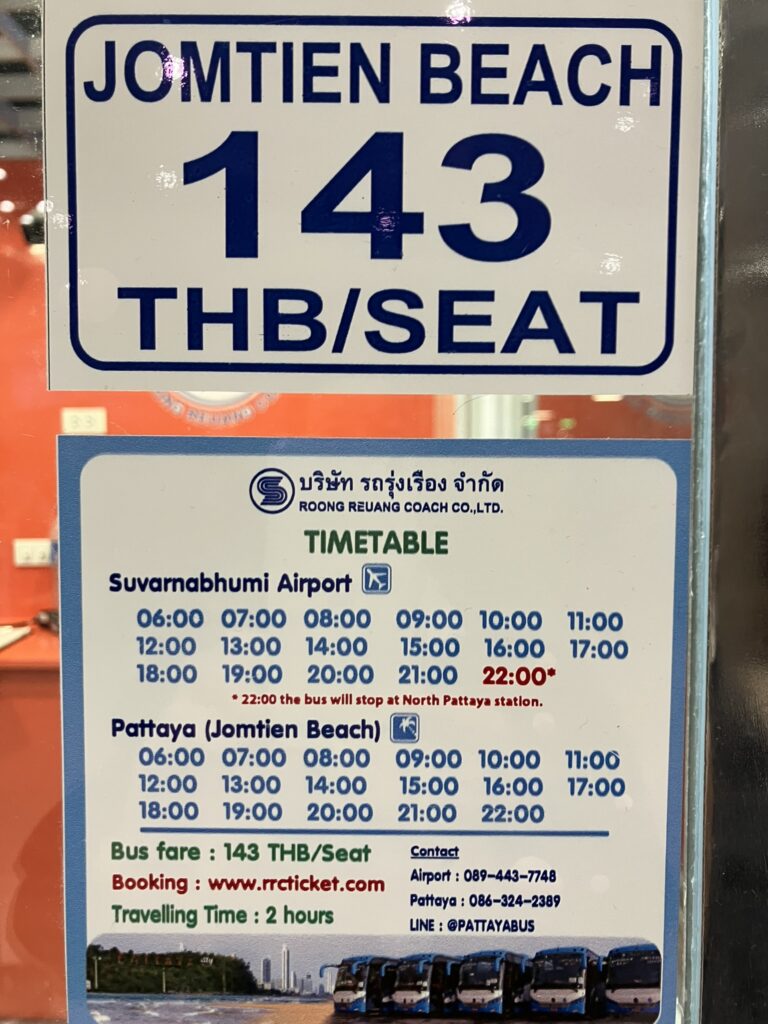 JOMTIEN BEACH
143
THB/SEAT
บริษัท รถรุ่งเรือง จำกัด
ROONG REUANG COACH CO.,LTD.
TIMETABLE
Suvarnabhumi Airport
06:00 07:00 08:00 09:00 10:00 11:00
12:00 13:00 14:00 15:00 16:00 17:00
18:00 19:00 20:00 21:00 22:00*
* 22:00 the bus will stop at North Pattaya station.
Pattaya (Jomtien Beach)
06:00 07:00 08:00 09:00 10:00 11:00
12:00 13:00 14:00 15:00 16:00 17:00
18:00 19:00 20:00 21:00 22:00
Bus fare : 143 THB/Seat
Booking : www.rrcticket.com
Travelling Time : 2 hours
Contact
Airport : 089-443-7748
Pattaya : 086-324-2389
LINE : @PATTAYABUS